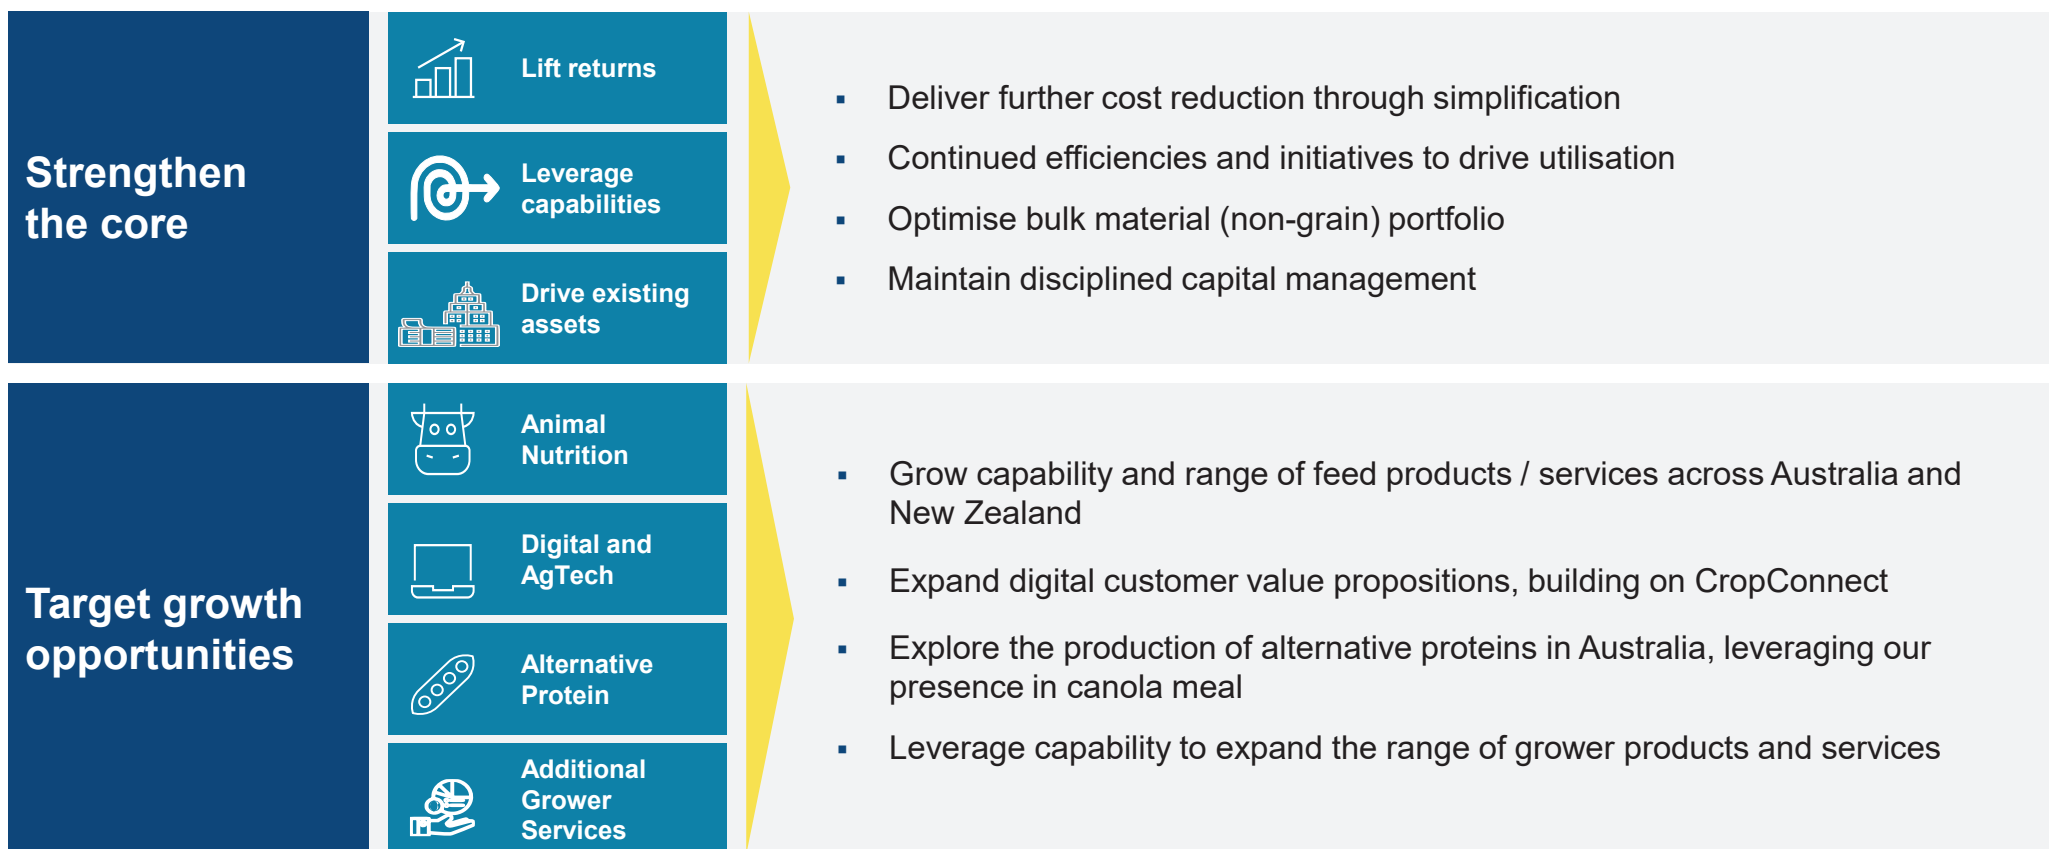 Strengthen
the core
Lift returns
Leverage
capabilities
Drive existing
assets
▪ Deliver further cost reduction through simplification
▪ Continued efficiencies and initiatives to drive utilisation
▪ Optimise bulk material (non-grain) portfolio
▪ Maintain disciplined capital management
Target growth
opportunities
Animal
Nutrition
Digital and
AgTech
Alternative
Protein
Additional
Grower
Services
▪ Grow capability and range of feed products / services across Australia and
New Zealand
▪ Expand digital customer value propositions, building on CropConnect
▪ Explore the production of alternative proteins in Australia, leveraging our
presence in canola meal
▪ Leverage capability to expand the range of grower products and services